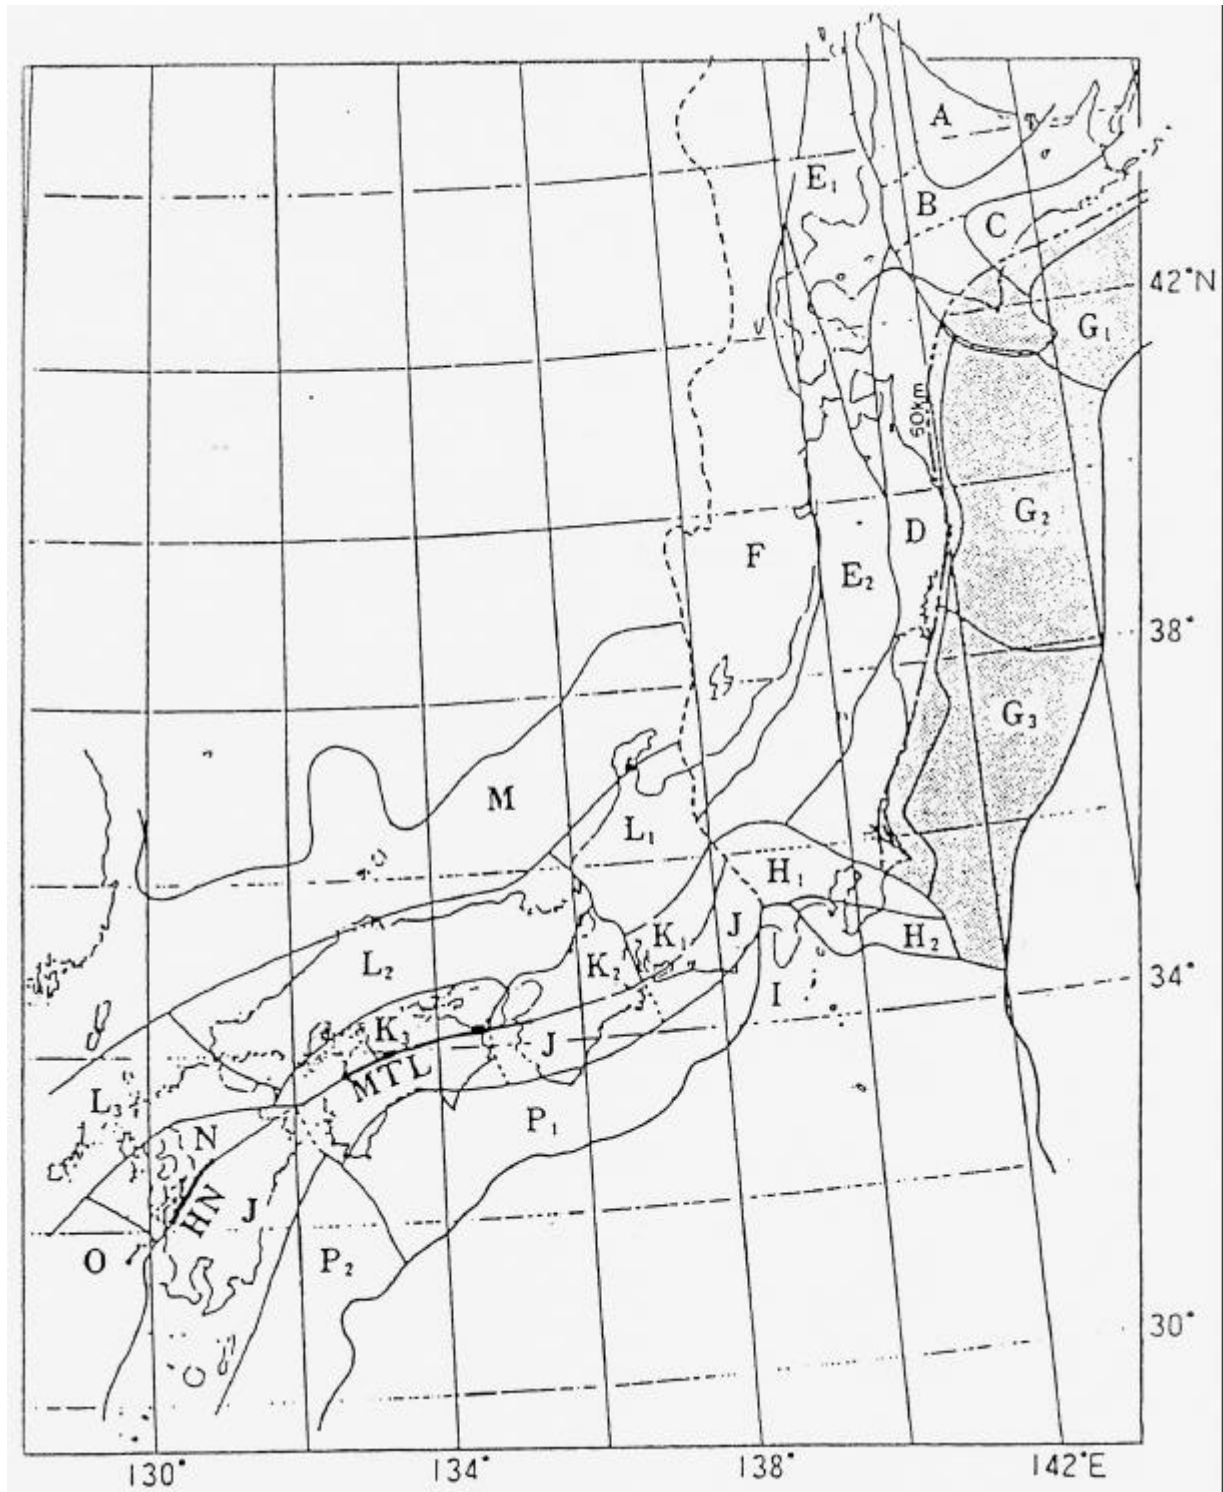 A
E₁
B
C
42°N
G₁
60km
G₂
D
F
E₂
38°
G₃
M
L₁
H₁
J
K₁
H₂
L₂
K₂
I
34°
K₃
J
MTL
L₃
P₁
N
HN
J
O
P₂
30°
130°
134°
138°
142°E